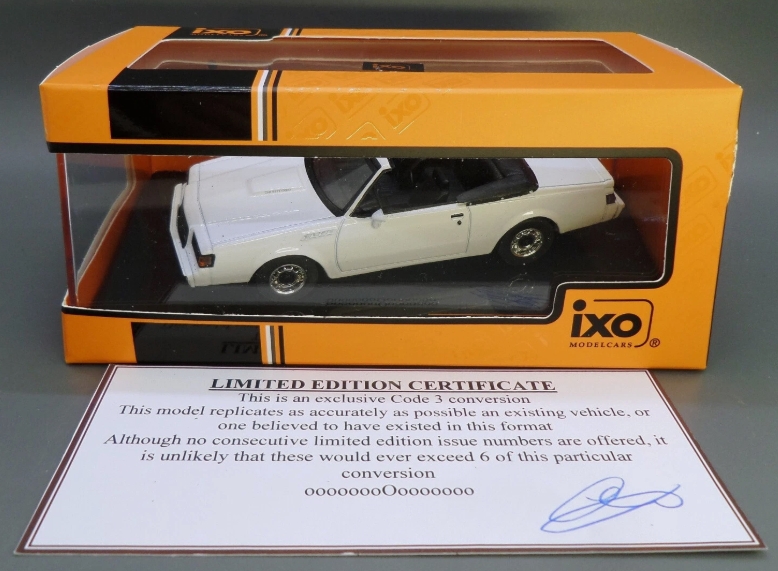 ixo
ixo
MODELCARS ®
LIMITED EDITION CERTIFICATE
This is an exclusive Code 3 conversion
This model replicates as accurately as possible an existing vehicle, or
one believed to have existed in this format
Although no consecutive limited edition issue numbers are offered, it
is unlikely that these would ever exceed 6 of this particular
conversion
oooooooOoooooooo